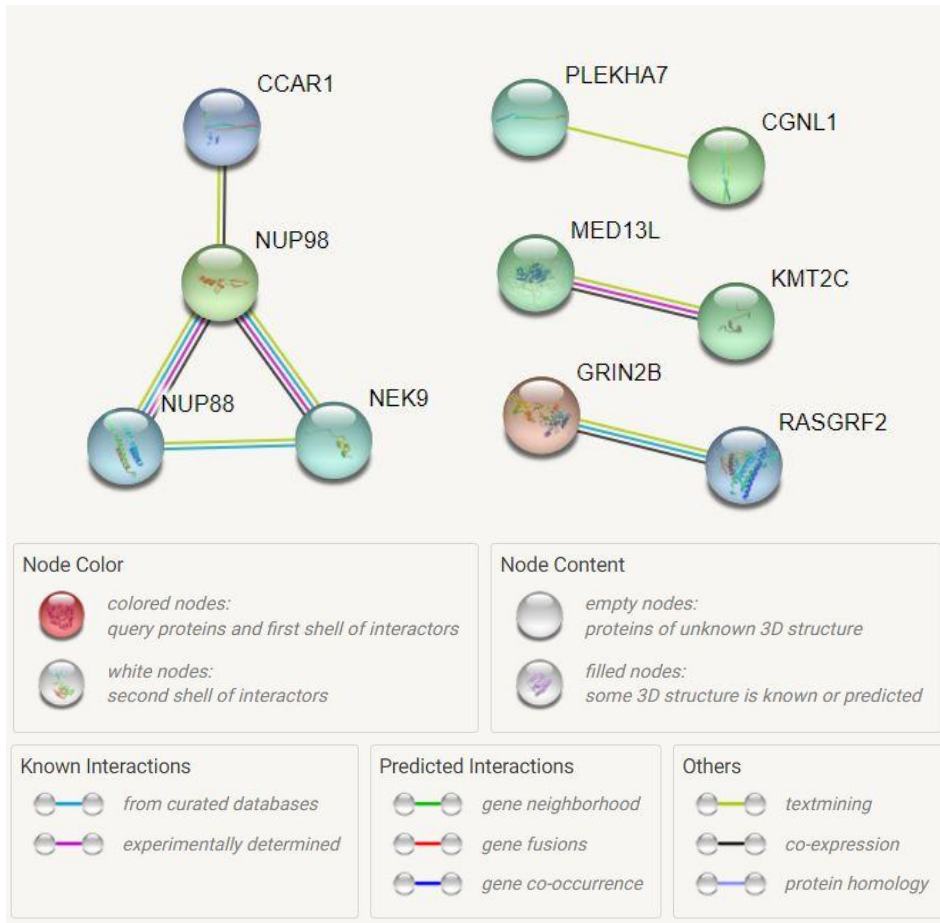 CCAR1
NUP98
NUP88
NEK9
PLEKHA7
CGNL1
MED13L
KMT2C
GRIN2B
RASGRF2
Node Color
colored nodes:
query proteins and first shell of interactors
white nodes:
second shell of interactors
Node Content
empty nodes:
proteins of unknown 3D structure
filled nodes:
some 3D structure is known or predicted
Known Interactions
from curated databases
experimentally determined
Predicted Interactions
gene neighborhood
gene fusions
gene co-occurrence
Others
textmining
co-expression
protein homology